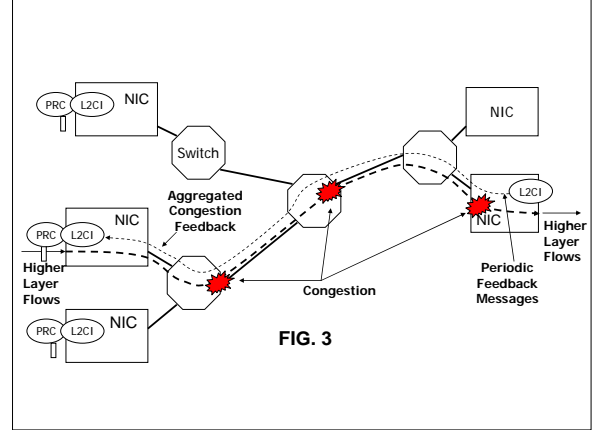 PRC
L2CI
NIC
NIC
Switch
Aggregated
Congestion
Feedback
NIC
L2CI
NIC
PRC
L2CI
Higher
Layer
Flows
Higher
Layer
Flows
Congestion
Periodic
Feedback
Messages
PRC
L2CI
NIC
FIG. 3